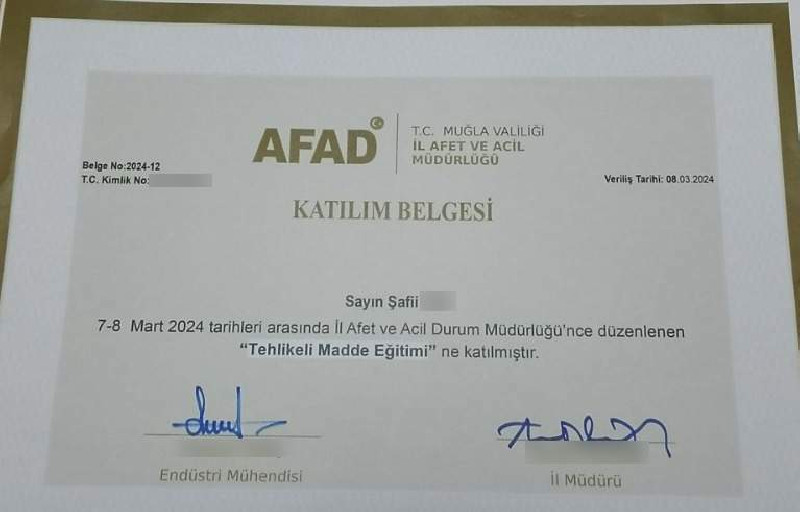 AFAD
T.C. MUĞLA VALİLİĞİ
İL AFET VE ACİL
MÜDÜRLÜĞÜ
Belge No:2024-12
T.C. Kimlik No:
Veriliş Tarihi: 08.03.2024
KATILIM BELGESİ
Sayın Şafii
7-8 Mart 2024 tarihleri arasında İl Afet ve Acil Durum Müdürlüğü'nce düzenlenen
“Tehlikeli Madde Eğitimi” ne katılmıştır.
Endüstri Mühendisi
İl Müdürü